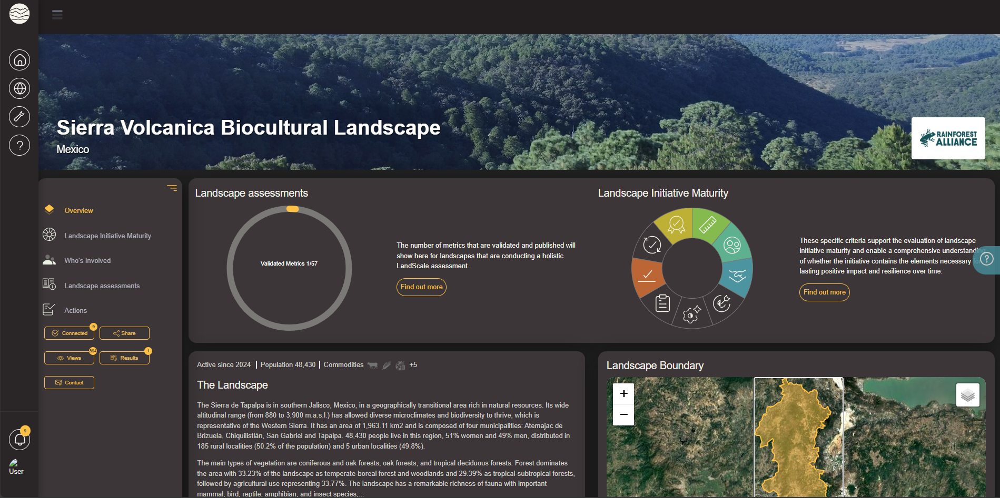 Sierra Volcanica Biocultural Landscape
Mexico
RAINFOREST
ALLIANCE
Overview
Landscape Initiative Maturity
Who's Involved
Landscape assessments
Actions
Connected
9
Share
Views
894
Results
1
Contact
9
User
Landscape assessments
Validated Metrics 1/57
The number of metrics that are validated and published will
show here for landscapes that are conducting a holistic
LandScale assessment.
Find out more
Landscape Initiative Maturity
These specific criteria support the evaluation of landscape
initiative maturity and enable a comprehensive understanding
of whether the initiative contains the elements necessary for
lasting positive impact and resilience over time.
Find out more
Active since 2024 | Population 48,430 | Commodities +5
The Landscape
The Sierra de Tapalpa is in southern Jalisco, Mexico, in a geographically transitional area rich in natural resources. Its wide
altitudinal range (from 880 to 3,900 m.a.s.l.) has allowed diverse microclimates and biodiversity to thrive, which is
representative of the Western Sierra. It has an area of 1,963.11 km2 and is composed of four municipalities: Atemajac de
Brizuela, Chiquilistlán, San Gabriel and Tapalpa. 48,430 people live in this region, 51% women and 49% men, distributed in
185 rural localities (50.2% of the population) and 5 urban localities (49.8%).
The main types of vegetation are coniferous and oak forests, oak forests, and tropical deciduous forests. Forest dominates
the area with 33.23% of the landscape as temperate-boreal forest and woodlands and 29.39% as tropical-subtropical forests,
followed by agricultural use representing 33.77%. The landscape has a remarkable richness of fauna with important
mammal, bird, reptile, amphibian, and insect species,...
Landscape Boundary
+
−